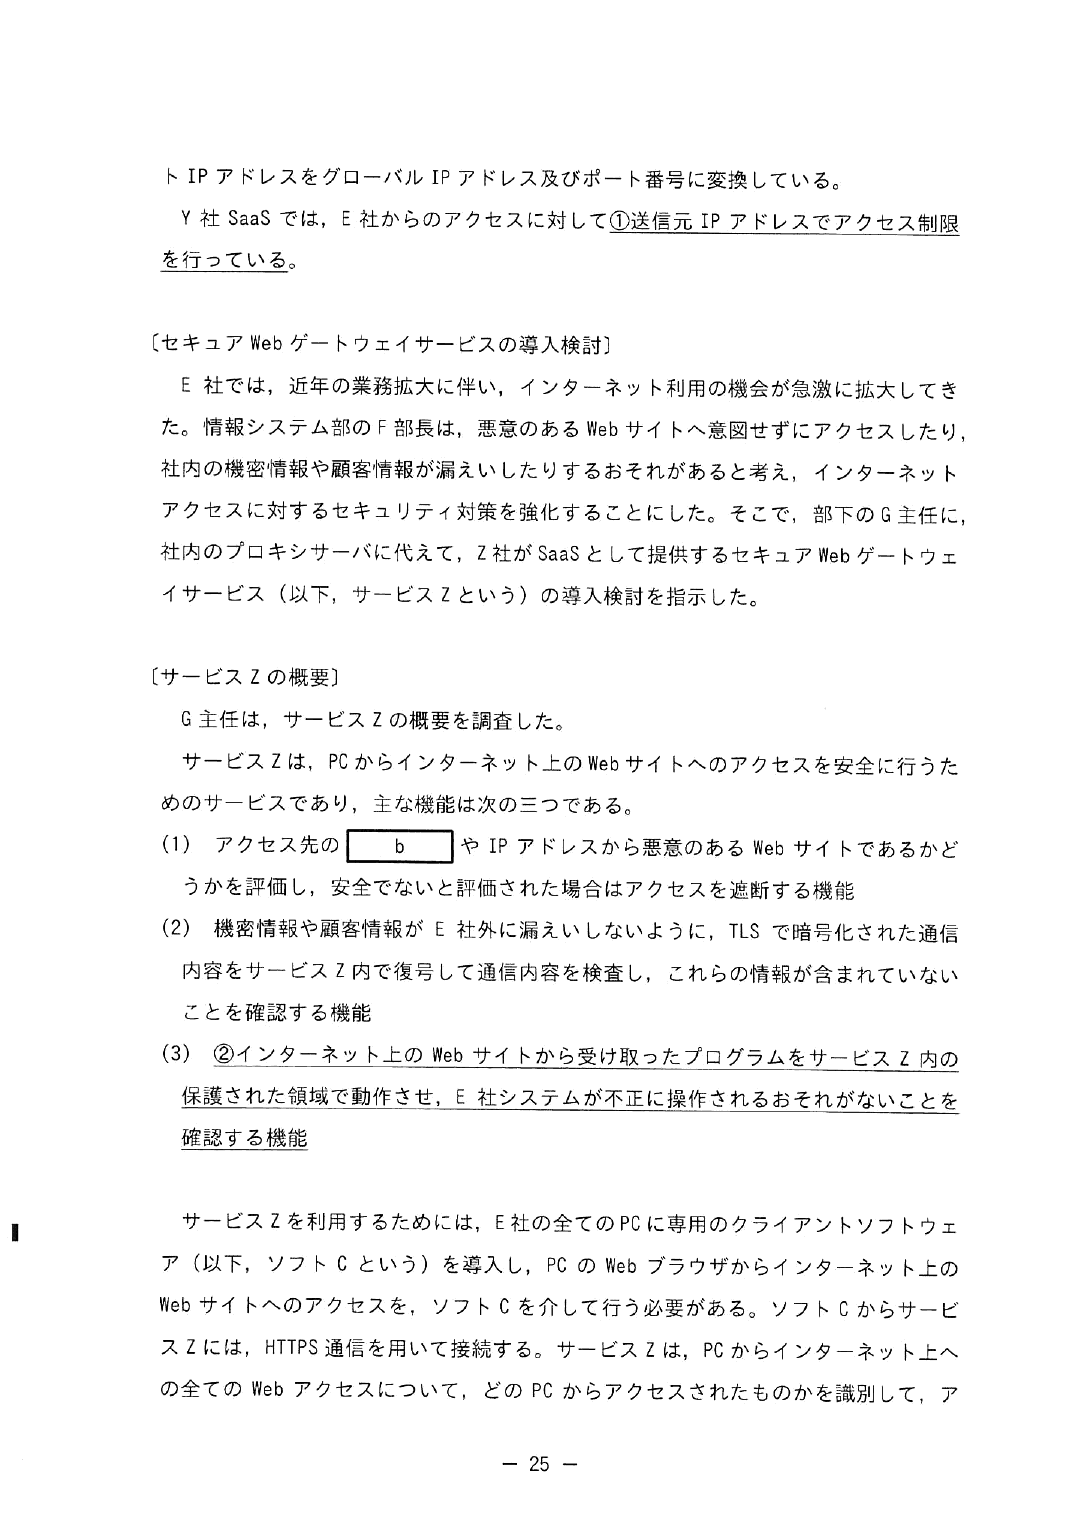 ト IP アドレスをグローバル IP アドレス及びポート番号に変換している。
Y 社 SaaS では，E 社からのアクセスに対して①送信元 IP アドレスでアクセス制限
を行っている。
〔セキュア Web ゲートウェイサービスの導入検討〕
E 社では，近年の業務拡大に伴い，インターネット利用の機会が急激に拡大してき
た。情報システム部の F 部長は，悪意のある Web サイトへ意図せずにアクセスしたり，
社内の機密情報や顧客情報が漏えいしたりするおそれがあると考え，インターネット
アクセスに対するセキュリティ対策を強化することにした。そこで，部下の G 主任に，
社内のプロキシサーバに代えて，Z 社が SaaS として提供するセキュア Web ゲートウェ
イサービス（以下，サービス Z という）の導入検討を指示した。
〔サービス Z の概要〕
G 主任は，サービス Z の概要を調査した。
サービス Z は，PC からインターネット上の Web サイトへのアクセスを安全に行うた
めのサービスであり，主な機能は次の三つである。
(1) アクセス先の b や IP アドレスから悪意のある Web サイトであるかど
うかを評価し，安全でないと評価された場合はアクセスを遮断する機能
(2) 機密情報や顧客情報が E 社外に漏えいしないように，TLS で暗号化された通信
内容をサービス Z 内で復号して通信内容を検査し，これらの情報が含まれていない
ことを確認する機能
(3) ②インターネット上の Web サイトから受け取ったプログラムをサービス Z 内の
保護された領域で動作させ，E 社システムが不正に操作されるおそれがないことを
確認する機能
サービス Z を利用するためには，E 社の全ての PC に専用のクライアントソフトウェ
ア（以下，ソフト C という）を導入し，PC の Web ブラウザからインターネット上の
Web サイトへのアクセスを，ソフト C を介して行う必要がある。ソフト C からサービ
ス Z には，HTTPS 通信を用いて接続する。サービス Z は，PC からインターネット上へ
の全ての Web アクセスについて，どの PC からアクセスされたものかを識別して，ア
－ 25 －